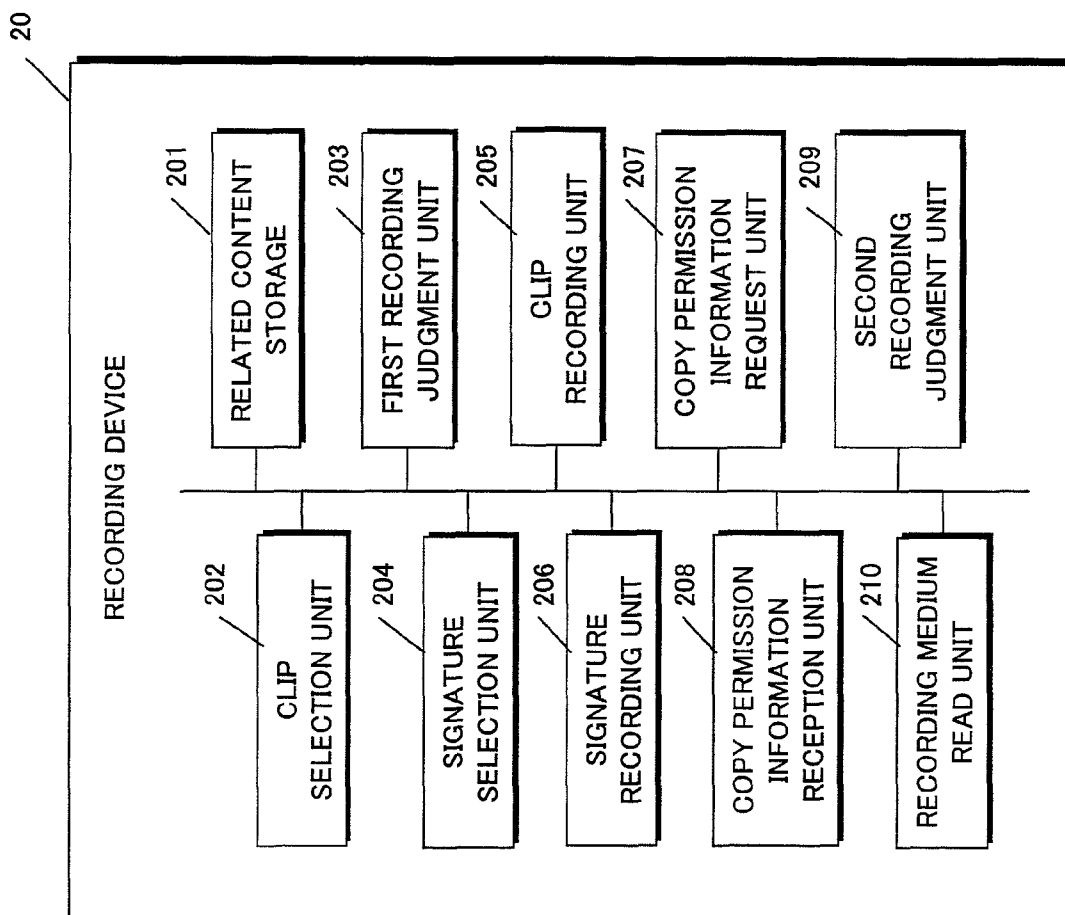 20
RECORDING DEVICE
201
RELATED CONTENT
STORAGE
202
CLIP
SELECTION UNIT
203
FIRST RECORDING
JUDGMENT UNIT
204
SIGNATURE
SELECTION UNIT
205
CLIP
RECORDING UNIT
206
SIGNATURE
RECORDING UNIT
207
COPY PERMISSION
INFORMATION
REQUEST UNIT
208
COPY PERMISSION
INFORMATION
RECEPTION UNIT
209
SECOND
RECORDING
JUDGMENT UNIT
210
RECORDING MEDIUM
READ UNIT